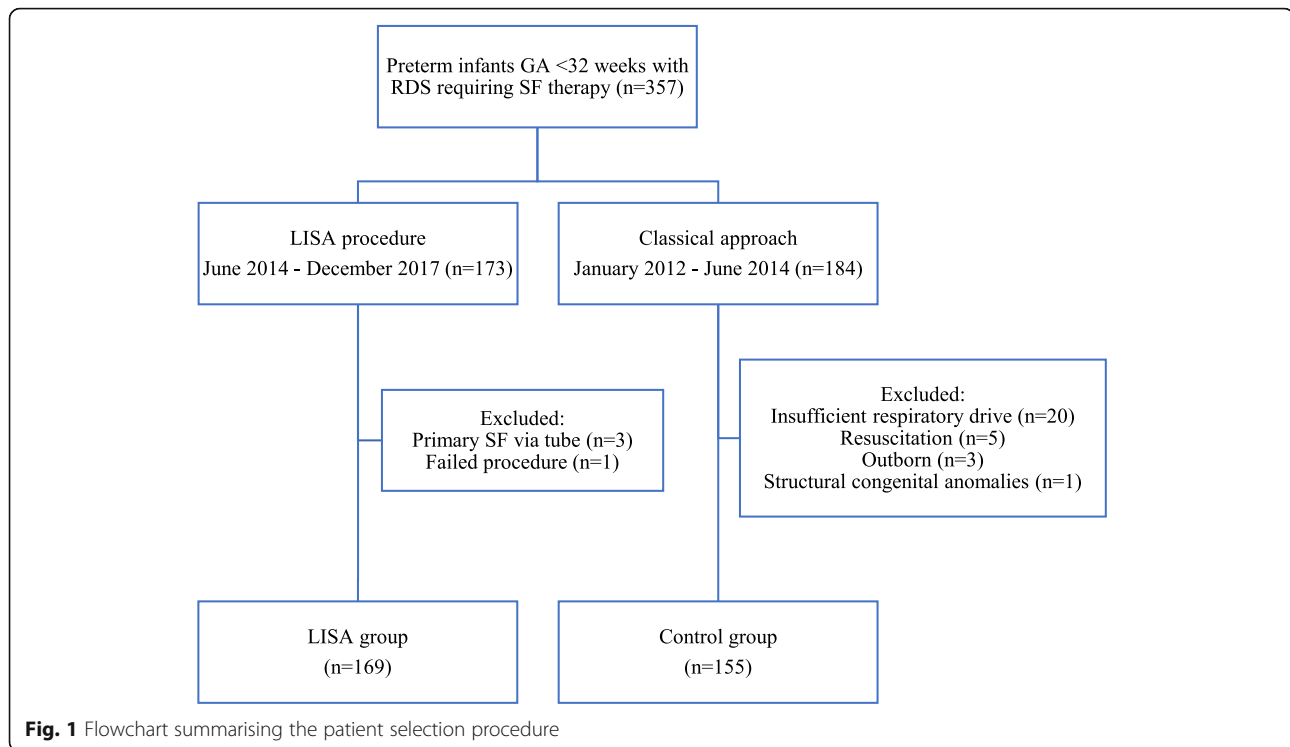 Preterm infants GA <32 weeks with
RDS requiring SF therapy (n=357)
LISA procedure
June 2014 - December 2017 (n=173)
Classical approach
January 2012 - June 2014 (n=184)
Excluded:
Primary SF via tube (n=3)
Failed procedure (n=1)
Excluded:
Insufficient respiratory drive (n=20)
Resuscitation (n=5)
Outborn (n=3)
Structural congenital anomalies (n=1)
LISA group
(n=169)
Control group
(n=155)
Fig. 1 Flowchart summarising the patient selection procedure